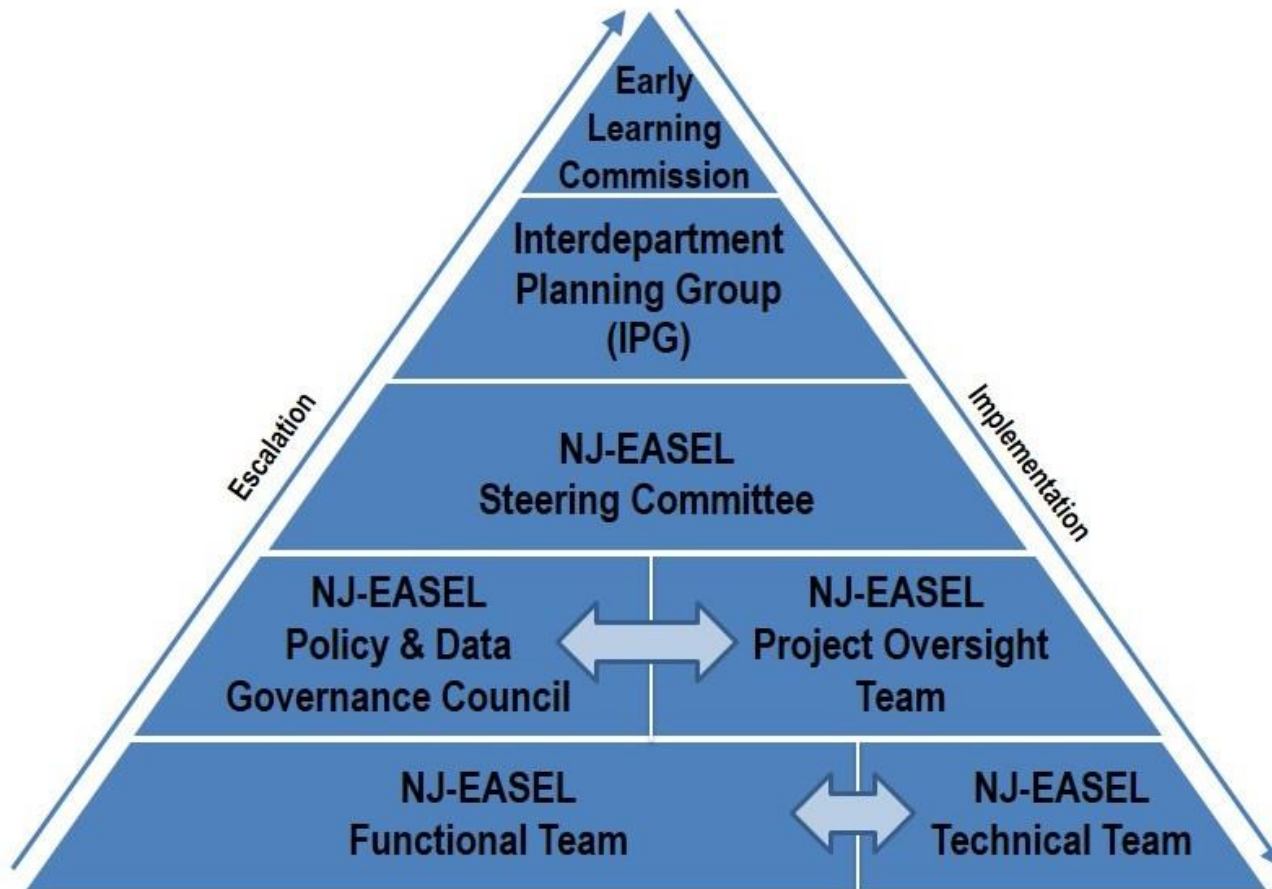 Early
Learning
Commission
Interdepartment
Planning Group
(IPG)
Escalation
Implementation
NJ-EASEL
Steering Committee
NJ-EASEL
Policy & Data
Governance Council
NJ-EASEL
Project Oversight
Team
NJ-EASEL
Functional Team
NJ-EASEL
Technical Team